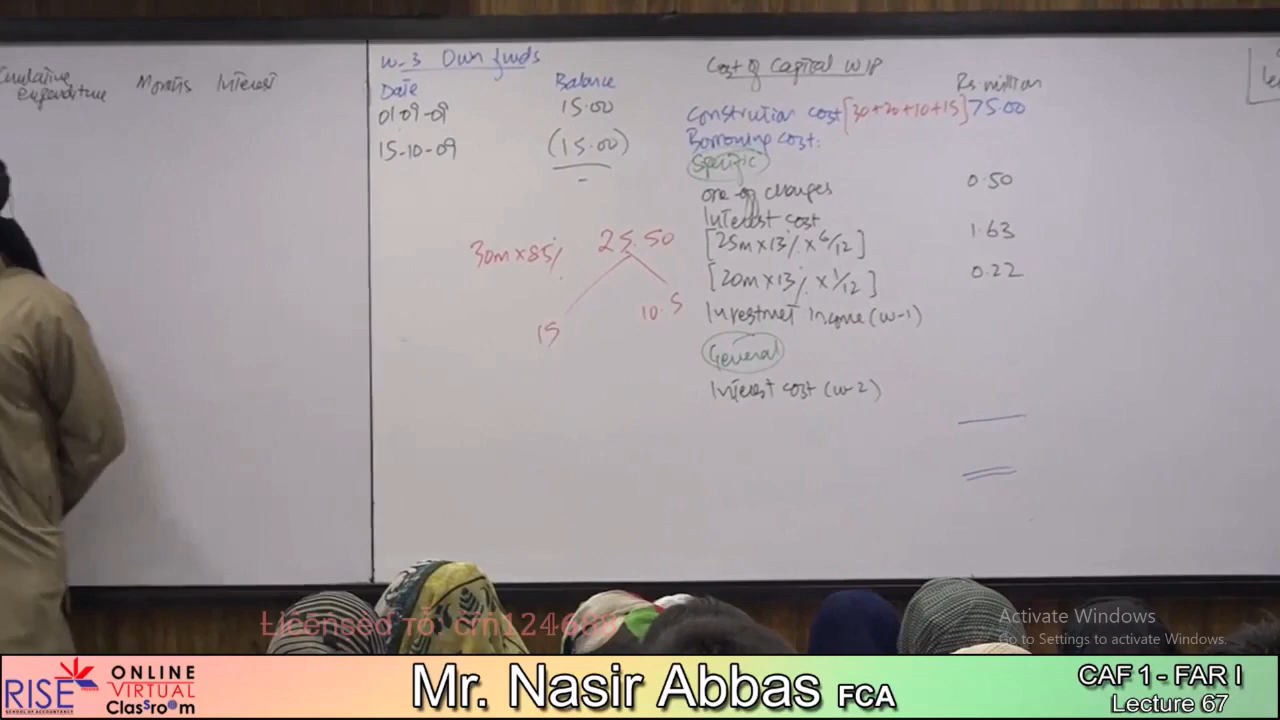 expenditure Months Interest
W-3 Own funds
Date Balance
01-09-09 15.00
15-10-09 (15.00)
-
30m x 85% 25.50
15 10.5
Cost of Capital WIP
Rs million
Constrution cost [30+20+10+15] 75.00
Borrowing cost:
Specific
one-off charges 0.50
Interest cost
[25m x 13% x 6/12] 1.63
[20m x 13% x 1/12] 0.22
Investment Income (W-1)
General
Interest cost (W-2)
Activate Windows
Go to Settings to activate Windows.
RISE
SCHOOL OF ACCOUNTANCY
ONLINE
VIRTUAL
ClassroOm
Mr. Nasir Abbas FCA
CAF 1 - FAR I
Lecture 67